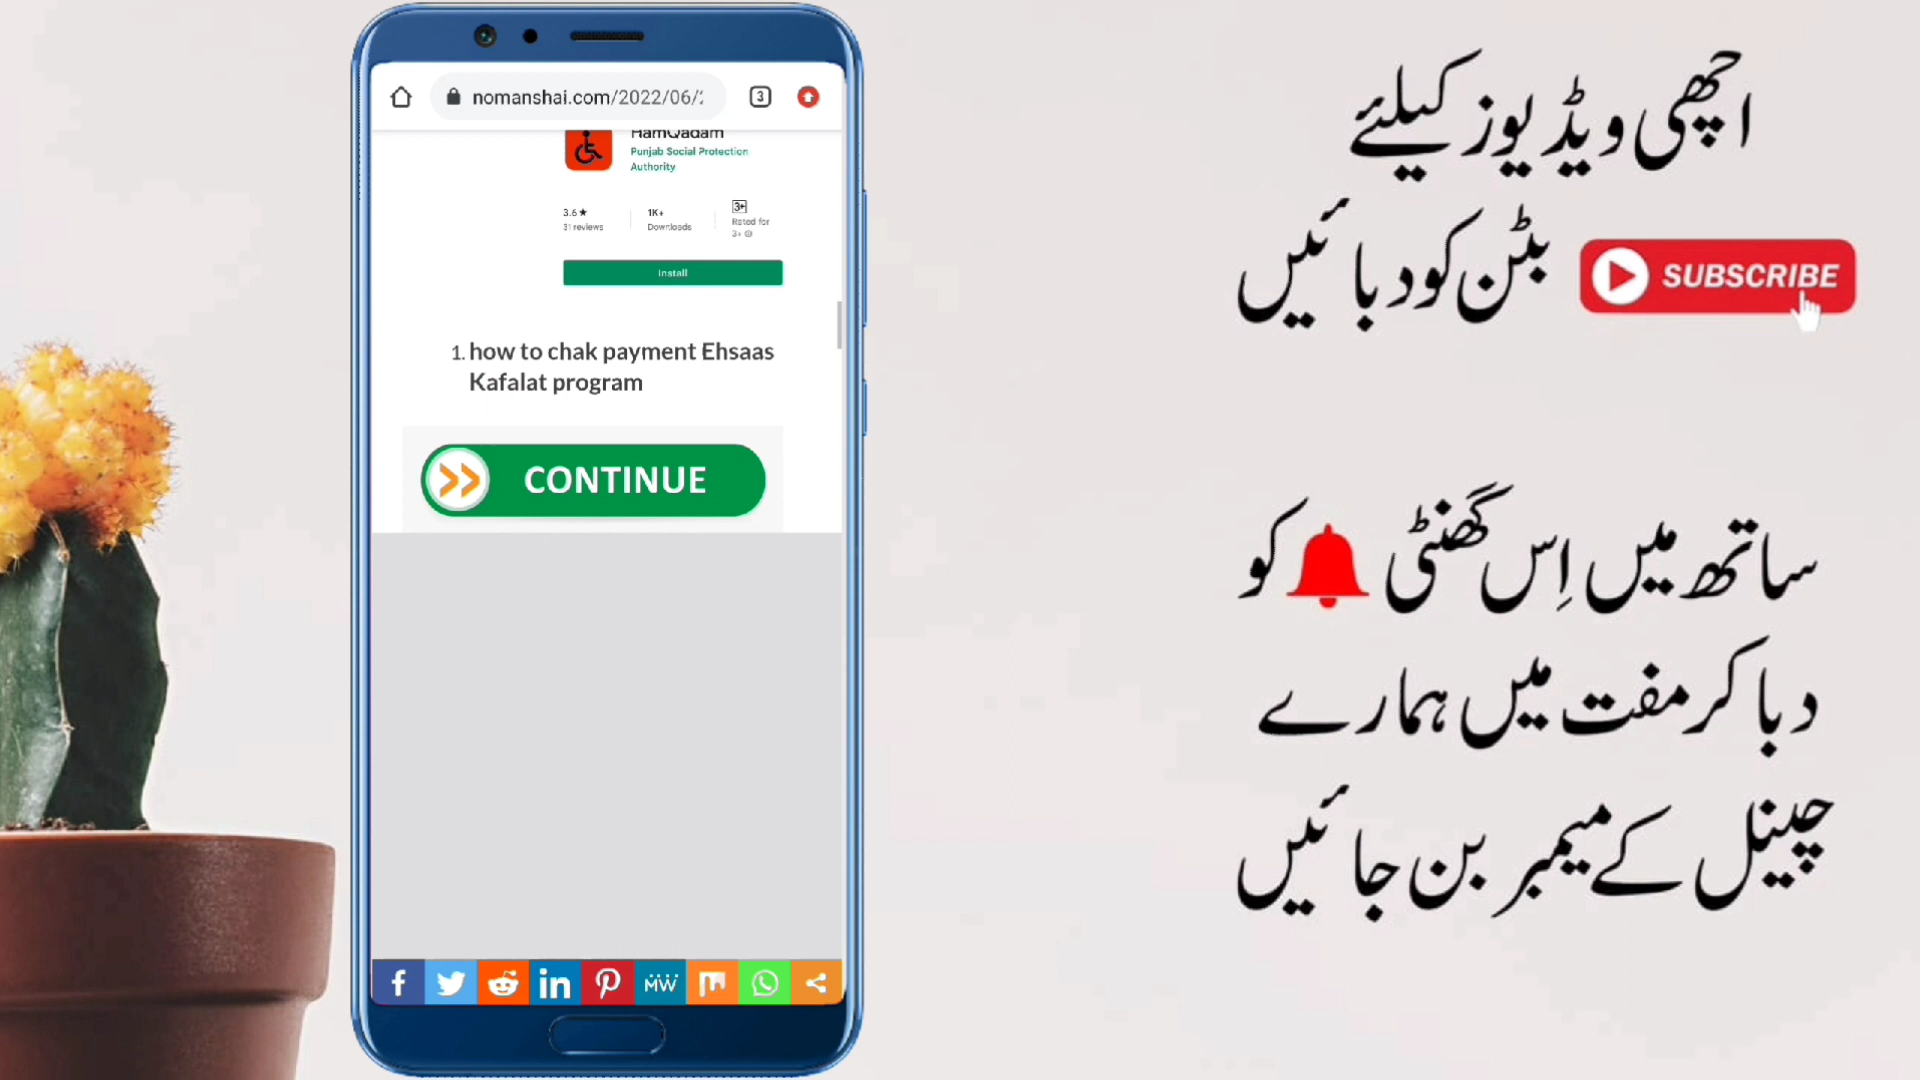 nomanshai.com/2022/06/2
3
HamQadam
Punjab Social Protection
Authority
3.6★
31 reviews
1K+
Downloads
3+
Rated for
3+
Install
1. how to chak payment Ehsaas
Kafalat program
CONTINUE
MW
اچھی ویڈیوز کیلئے
SUBSCRIBE بٹن کو دبائیں
ساتھ میں اِس گھنٹی کو
دبا کر مفت میں ہمارے
چینل کے میمبر بن جائیں